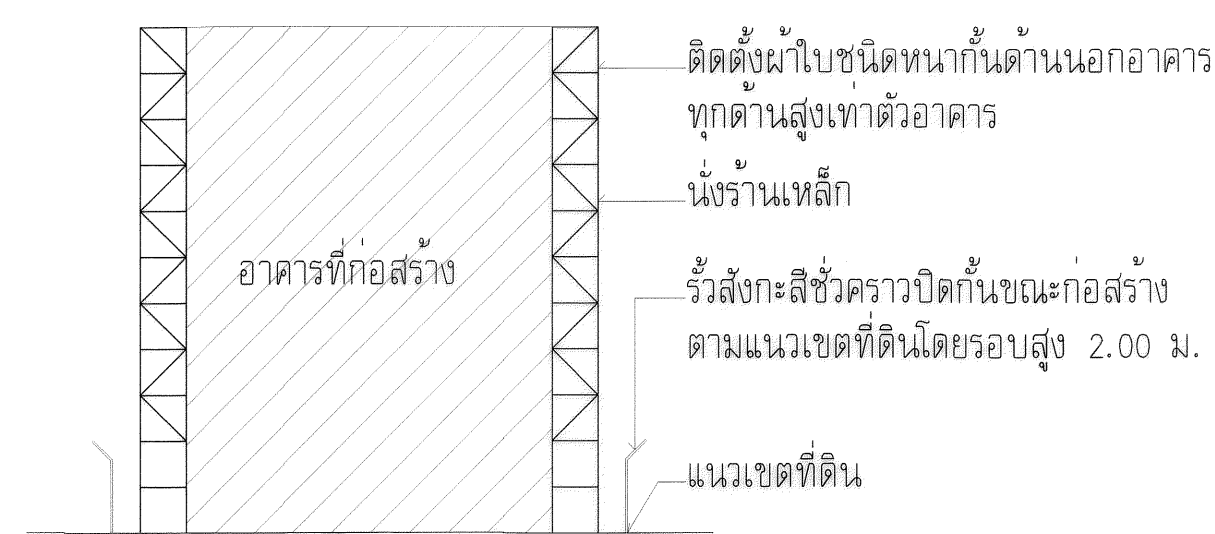 ติดตั้งผ้าใบชนิดหนากั้นด้านนอกอาคาร
ทุกด้านสูงเท่าตัวอาคาร
นั่งร้านเหล็ก
อาคารที่ก่อสร้าง
รั้วสังกะสีชั่วคราวปิดกั้นขณะก่อสร้าง
ตามแนวเขตที่ดินโดยรอบสูง 2.00 ม.
แนวเขตที่ดิน